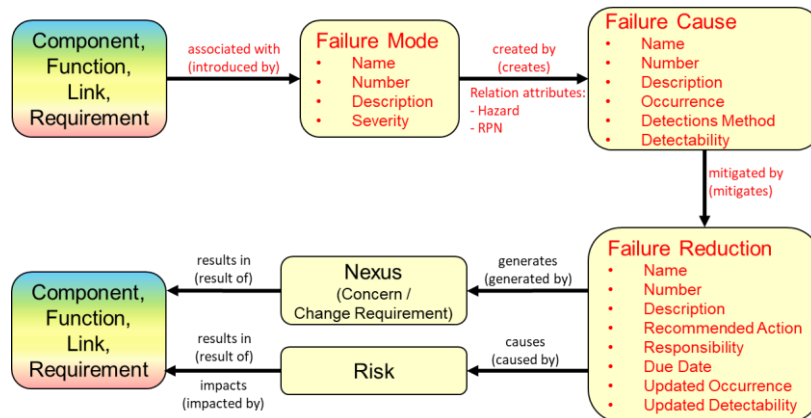 Component,
Function,
Link,
Requirement
associated with
(introduced by)
Failure Mode
• Name
• Number
• Description
• Severity
created by
(creates)
Relation attributes:
- Hazard
- RPN
Failure Cause
• Name
• Number
• Description
• Occurrence
• Detections Method
• Detectability
mitigated by
(mitigates)
Failure Reduction
• Name
• Number
• Description
• Recommended Action
• Responsibility
• Due Date
• Updated Occurrence
• Updated Detectability
generates
(generated by)
Nexus
(Concern /
Change Requirement)
results in
(result of)
causes
(caused by)
Risk
results in
(result of)
impacts
(impacted by)
Component,
Function,
Link,
Requirement